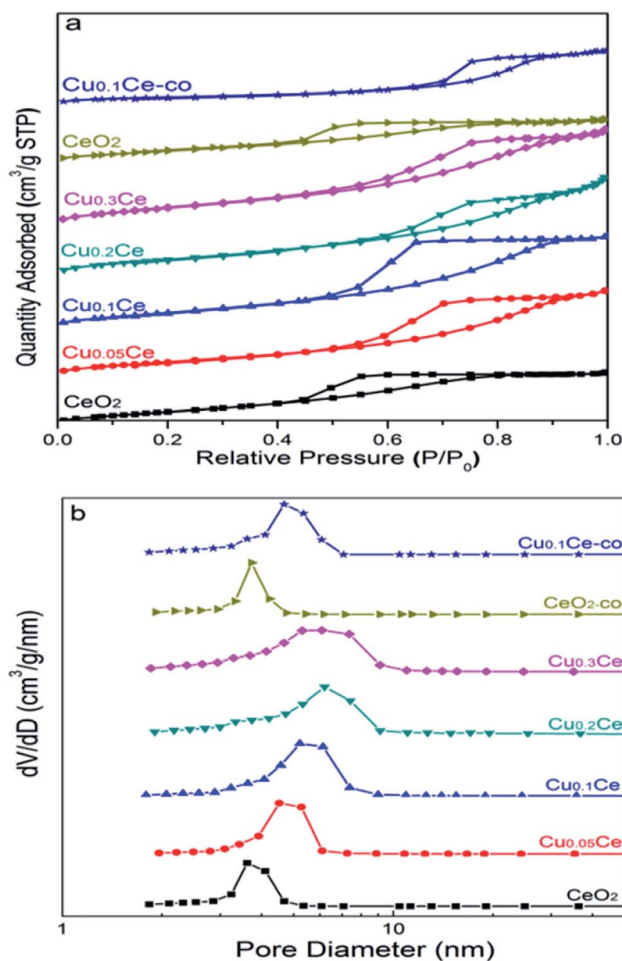 a
Quantity Adsorbed (cm³/g STP)
Cu0.1Ce-co
CeO₂
Cu0.3Ce
Cu0.2Ce
Cu0.1Ce
Cu0.05Ce
CeO₂
0.0 0.2 0.4 0.6 0.8 1.0
Relative Pressure (P/P₀)
b
dV/dD (cm³/g/nm)
Cu0.1Ce-co
CeO₂-co
Cu0.3Ce
Cu0.2Ce
Cu0.1Ce
Cu0.05Ce
CeO₂
1 10
Pore Diameter (nm)